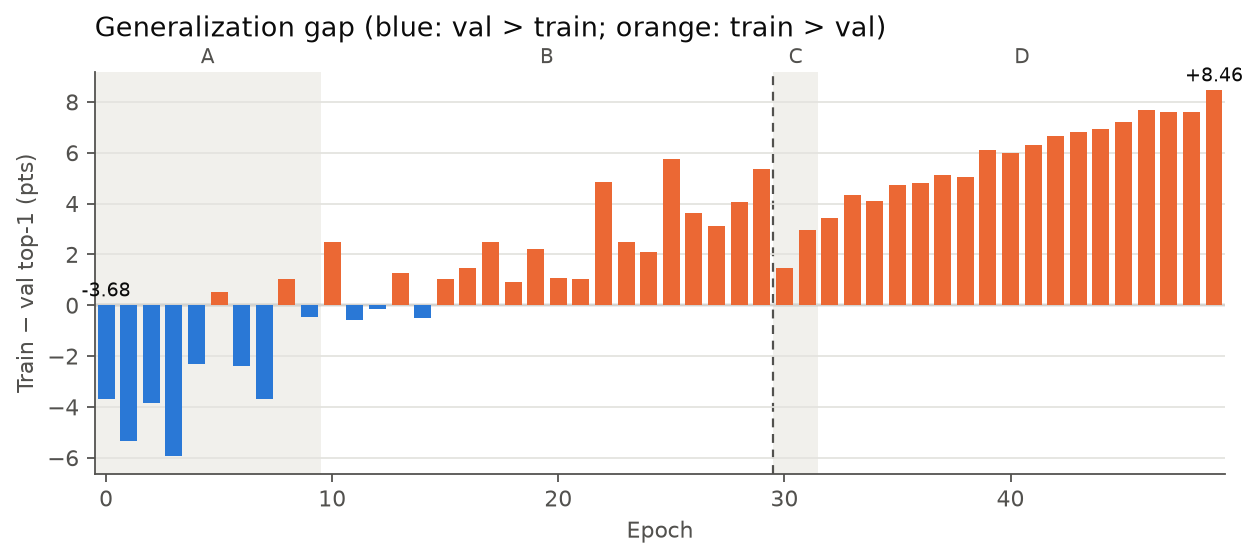 Generalization gap (blue: val > train; orange: train > val)
A B C D
+8.46
8
6
4
2
-3.68
0
−2
−4
−6
Train − val top-1 (pts)
0 10 20 30 40
Epoch